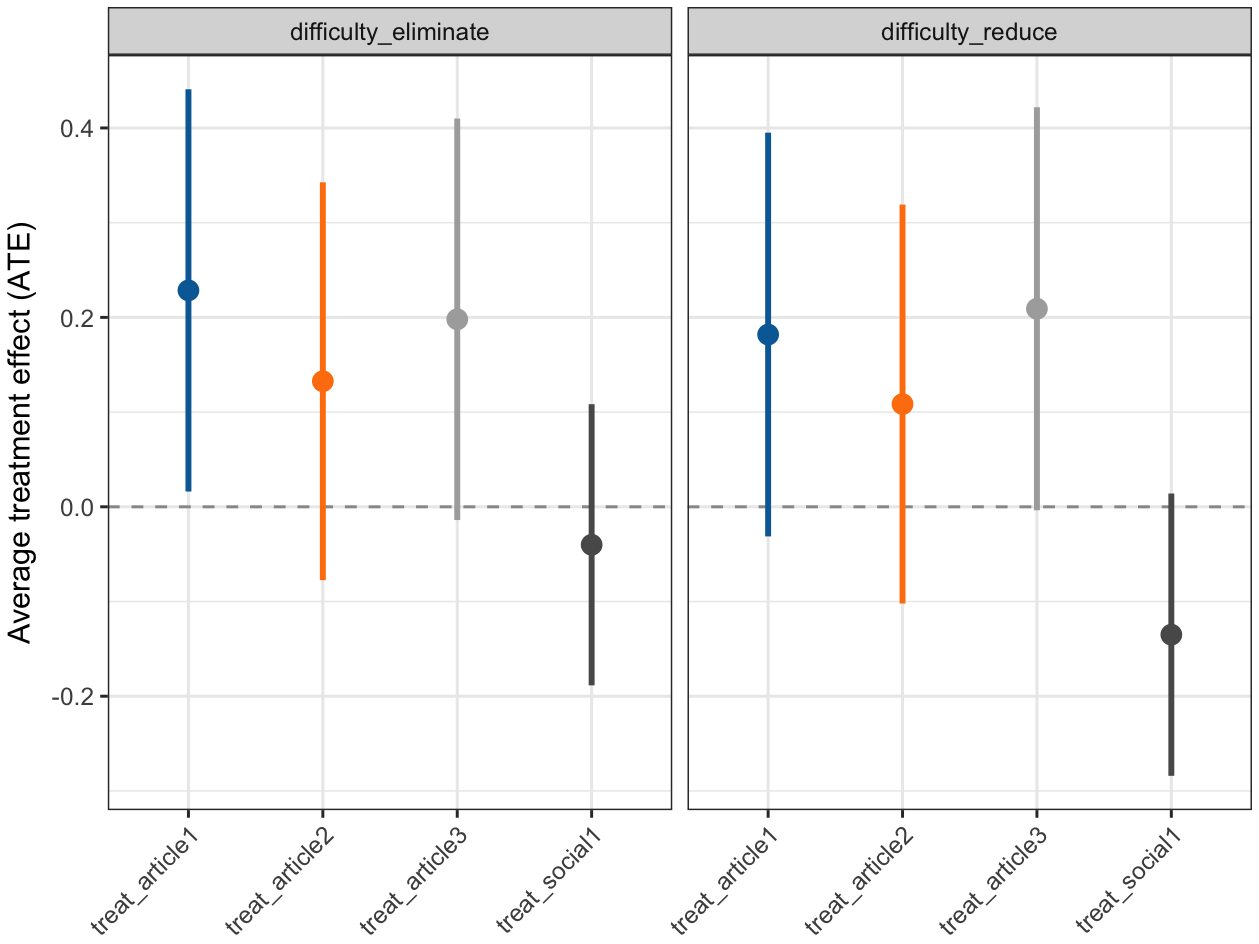 difficulty_eliminate
difficulty_reduce
Average treatment effect (ATE)
0.4
0.2
0.0
-0.2
treat_article1
treat_article2
treat_article3
treat_social1
treat_article1
treat_article2
treat_article3
treat_social1